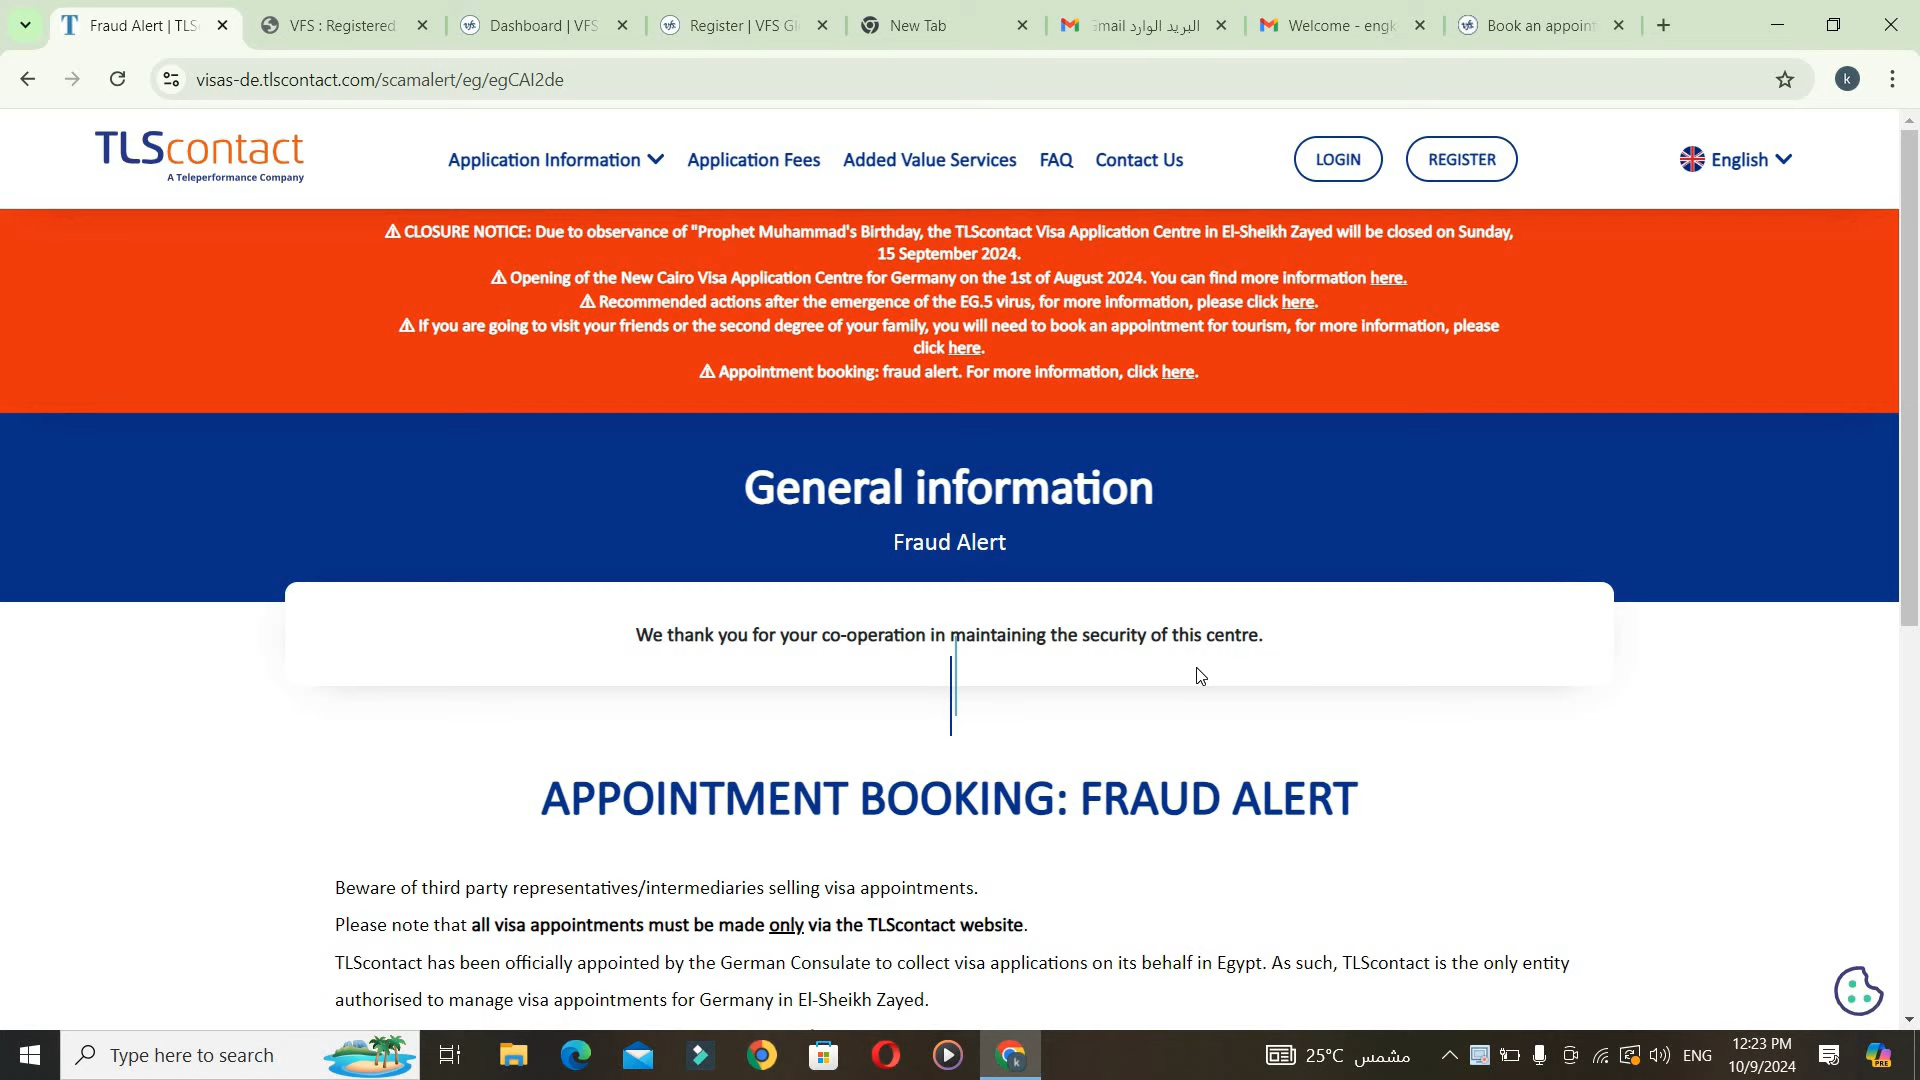 Fraud Alert | TLS
VFS : Registered
Dashboard | VFS
Register | VFS Gl
New Tab
البريد الوارد Gmail
Welcome - engk
Book an appoint
visas-de.tlscontact.com/scamalert/eg/egCAI2de
k
TLScontact
A Teleperformance Company
Application Information
Application Fees
Added Value Services
FAQ
Contact Us
LOGIN
REGISTER
English
⚠ CLOSURE NOTICE: Due to observance of "Prophet Muhammad's Birthday, the TLScontact Visa Application Centre in El-Sheikh Zayed will be closed on Sunday,
15 September 2024.
⚠ Opening of the New Cairo Visa Application Centre for Germany on the 1st of August 2024. You can find more information here.
⚠ Recommended actions after the emergence of the EG.5 virus, for more information, please click here.
⚠ If you are going to visit your friends or the second degree of your family, you will need to book an appointment for tourism, for more information, please
click here.
⚠ Appointment booking: fraud alert. For more information, click here.
General information
Fraud Alert
We thank you for your co-operation in maintaining the security of this centre.
APPOINTMENT BOOKING: FRAUD ALERT
Beware of third party representatives/intermediaries selling visa appointments.
Please note that all visa appointments must be made only via the TLScontact website.
TLScontact has been officially appointed by the German Consulate to collect visa applications on its behalf in Egypt. As such, TLScontact is the only entity
authorised to manage visa appointments for Germany in El-Sheikh Zayed.
Type here to search
25°C مشمس
ENG
12:23 PM
10/9/2024